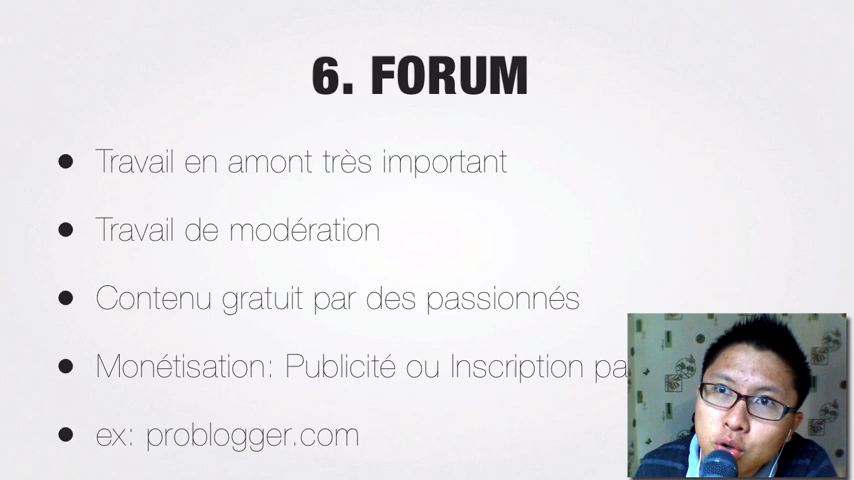 6. FORUM
• Travail en amont très important
• Travail de modération
• Contenu gratuit par des passionnés
• Monétisation: Publicité ou Inscription pa
• ex: problogger.com